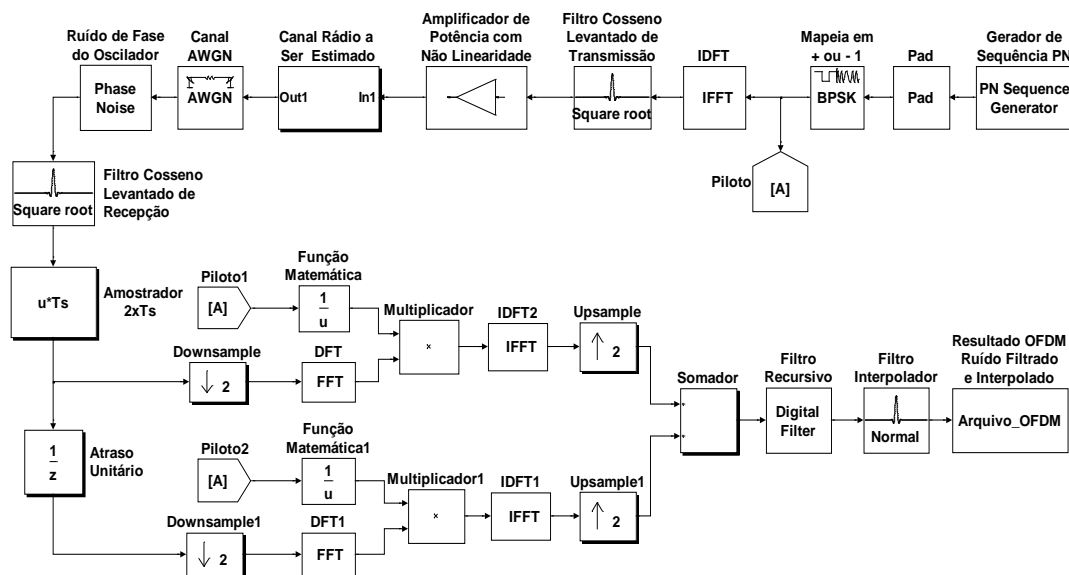 Ruído de Fase
do Oscilador
Phase
Noise
Canal
AWGN
AWGN
Canal Rádio a
Ser Estimado
Out1
In1
Amplificador de
Potência com
Não Linearidade
Filtro Cosseno
Levantado de
Transmissão
Square root
IDFT
IFFT
Mapeia em
+ ou - 1
BPSK
Pad
Pad
Gerador de
Sequência PN
PN Sequence
Generator
Piloto
[A]
Square root
Filtro Cosseno
Levantado de
Recepção
u*Ts
Amostrador
2xTs
Piloto1
[A]
Função
Matemática
1
u
Multiplicador
×
IDFT2
IFFT
Upsample
2
Downsample
2
DFT
FFT
Somador
+
+
Filtro
Recursivo
Digital
Filter
Filtro
Interpolador
Normal
Resultado OFDM
Ruído Filtrado
e Interpolado
Arquivo_OFDM
1
z
Atraso
Unitário
Piloto2
[A]
Função
Matemática1
1
u
Multiplicador1
×
IDFT1
IFFT
Upsample1
2
Downsample1
2
DFT1
FFT